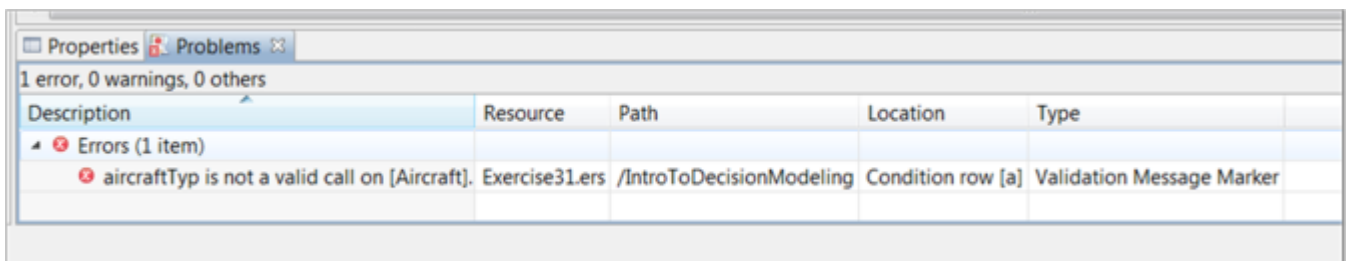 Properties Problems
1 error, 0 warnings, 0 others
Description Resource Path Location Type
Errors (1 item)
aircraftTyp is not a valid call on [Aircraft]. Exercise31.ers /IntroToDecisionModeling Condition row [a] Validation Message Marker